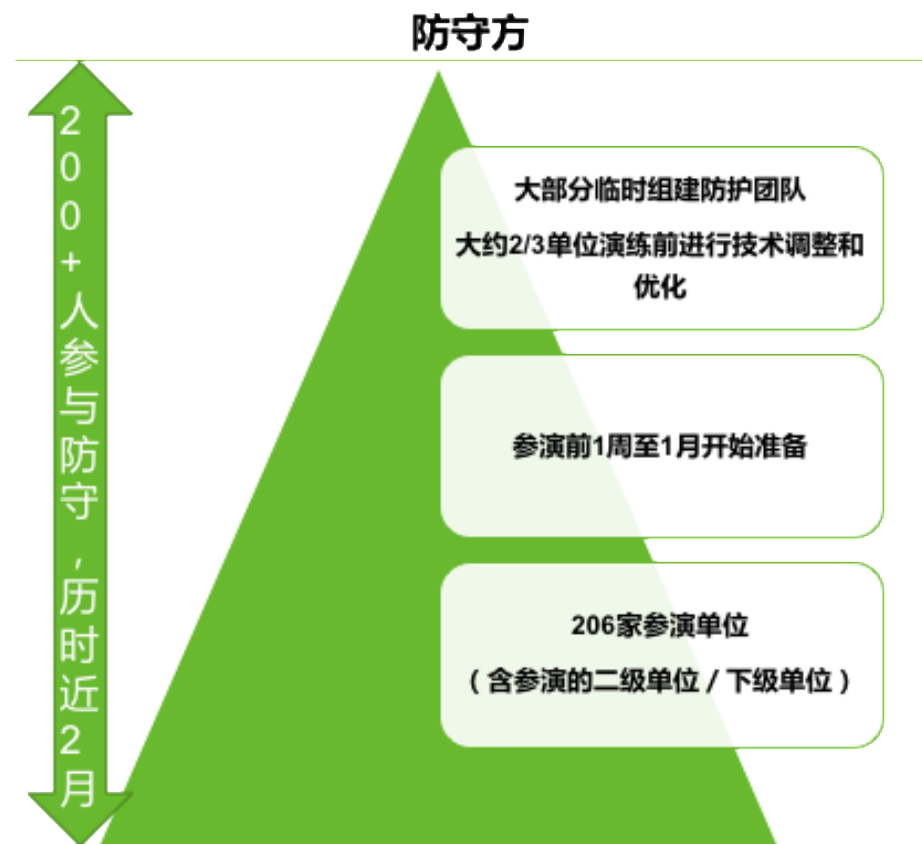 防守方
200+人参与防守,历时近2月
大部分临时组建防护团队
大约2/3单位演练前进行技术调整和
优化
参演前1周至1月开始准备
206家参演单位
(含参演的二级单位/下级单位)